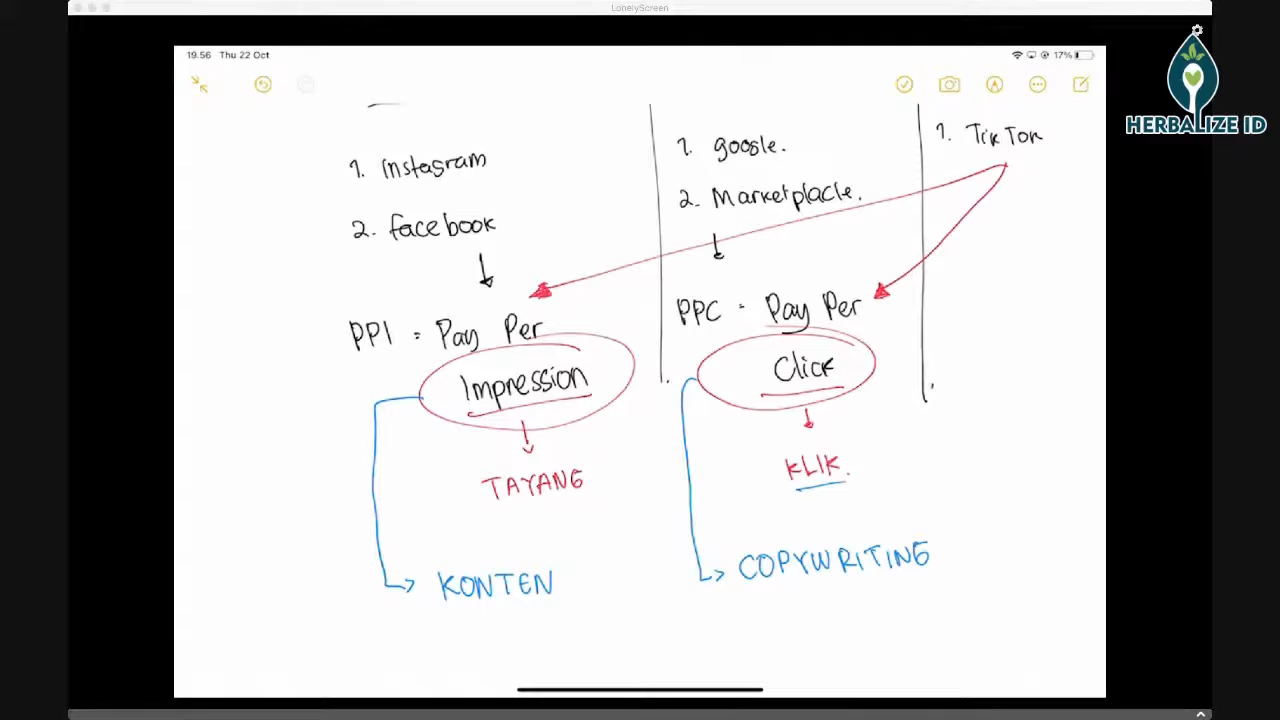 LonelyScreen
19.56 Thu 22 Oct
17%
HERBALIZE ID
1. Instagram
2. facebook
PPI = Pay Per
Impression
TAYANG
KONTEN
1. google.
2. Marketplacle.
PPC = Pay Per
Click
KLIK.
COPYWRITING
1. TikTok